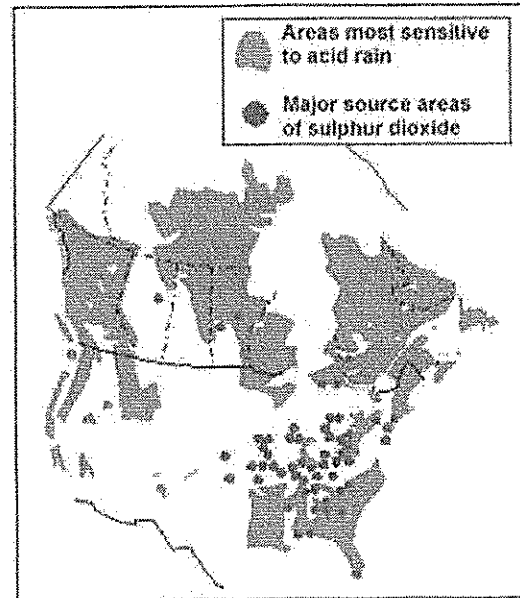 Areas most sensitive
to acid rain
Major source areas
of sulphur dioxide